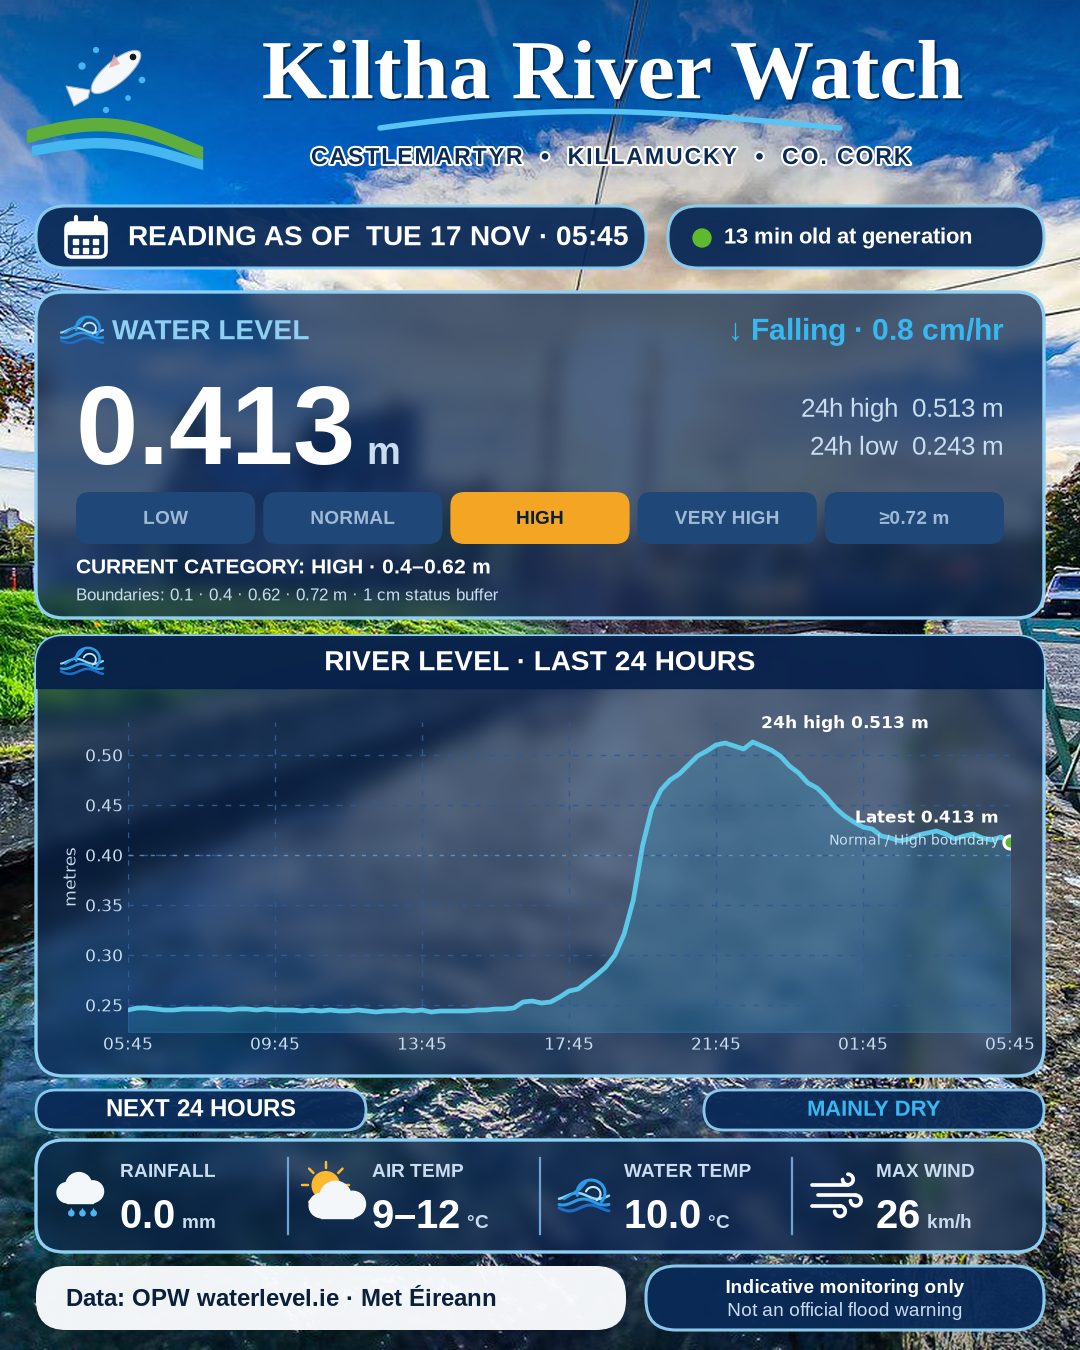 Kiltha River Watch
CASTLEMARTYR • KILLAMUCKY • CO. CORK
READING AS OF TUE 17 NOV · 05:45
13 min old at generation
WATER LEVEL
↓ Falling · 0.8 cm/hr
0.413 m
24h high 0.513 m
24h low 0.243 m
LOW
NORMAL
HIGH
VERY HIGH
≥0.72 m
CURRENT CATEGORY: HIGH · 0.4–0.62 m
Boundaries: 0.1 · 0.4 · 0.62 · 0.72 m · 1 cm status buffer
RIVER LEVEL · LAST 24 HOURS
24h high 0.513 m
Latest 0.413 m
Normal / High boundary
metres
0.50
0.45
0.40
0.35
0.30
0.25
05:45 09:45 13:45 17:45 21:45 01:45 05:45
NEXT 24 HOURS
MAINLY DRY
RAINFALL
0.0 mm
AIR TEMP
9–12 °C
WATER TEMP
10.0 °C
MAX WIND
26 km/h
Data: OPW waterlevel.ie · Met Éireann
Indicative monitoring only
Not an official flood warning